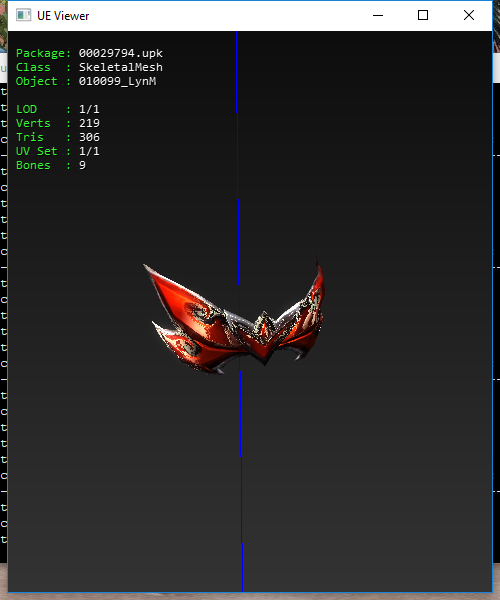 UE Viewer
Package: 00029794.upk
Class : SkeletalMesh
Object : 010099_LynM
LOD : 1/1
Verts : 219
Tris : 306
UV Set : 1/1
Bones : 9